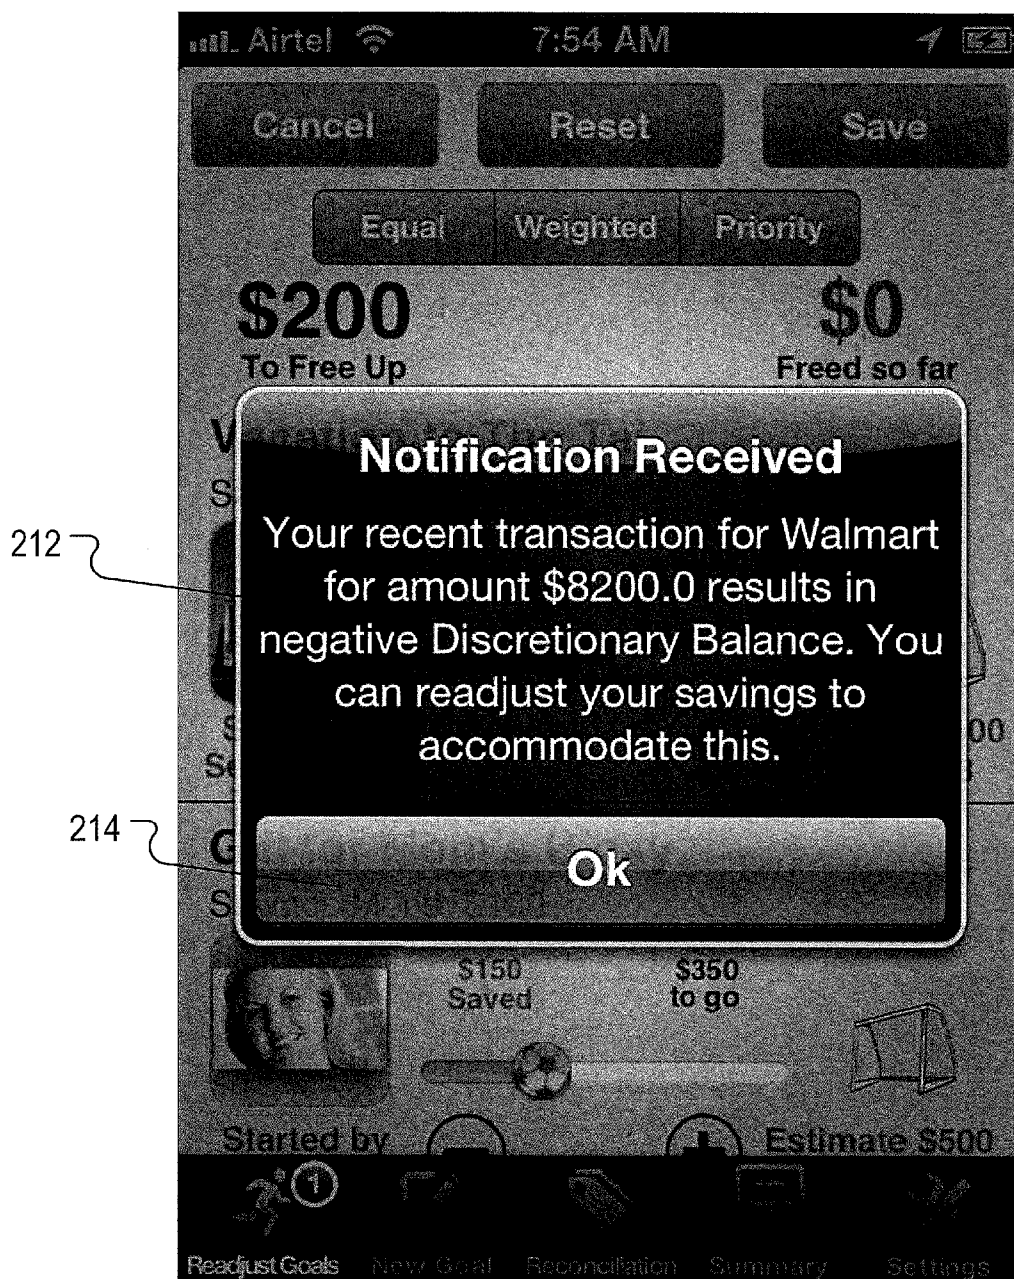 Airtel 7:54 AM
Cancel Reset Save
Equal Weighted Priority
$200 $0
To Free Up Freed so far
Notification Received
Your recent transaction for Walmart
for amount $8200.0 results in
negative Discretionary Balance. You
can readjust your savings to
accommodate this.
212
00
214
Ok
$150 $350
Saved to go
Started by Estimate $500
1
Readjust Goals New Goal Reconciliation Summary Settings